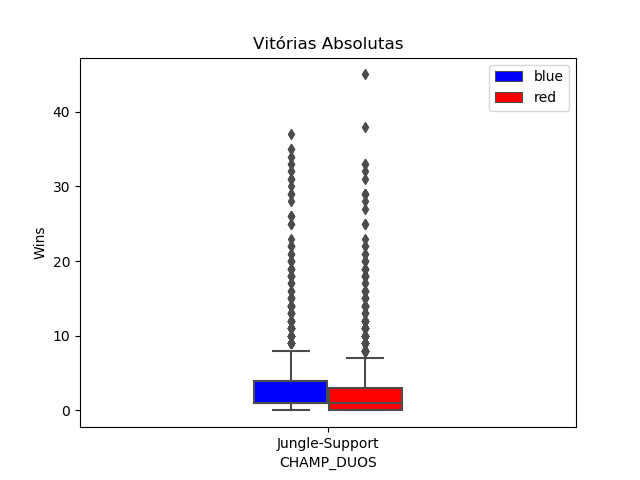 Vitórias Absolutas
blue
red
40
30
20
10
0
Wins
Jungle-Support
CHAMP_DUOS